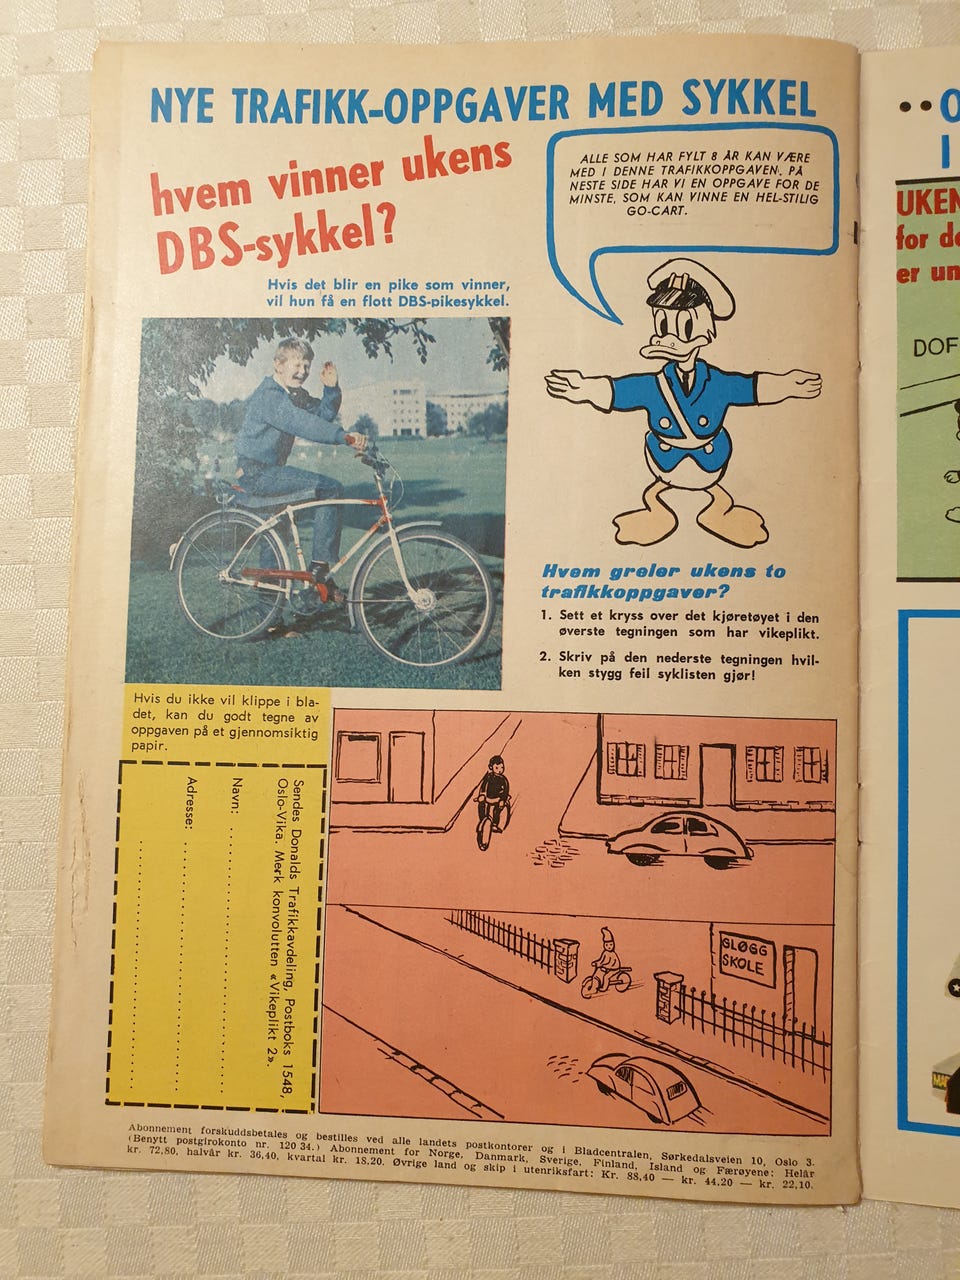 NYE TRAFIKK-OPPGAVER MED SYKKEL
hvem vinner ukens
DBS-sykkel?
Hvis det blir en pike som vinner,
vil hun få en flott DBS-pikesykkel.
ALLE SOM HAR FYLT 8 ÅR KAN VÆRE
MED I DENNE TRAFIKKOPPGAVEN. PÅ
NESTE SIDE HAR VI EN OPPGAVE FOR DE
MINSTE, SOM KAN VINNE EN HEL-STILIG
GO-CART.
Hvem greier ukens to
trafikkoppgaver?
1. Sett et kryss over det kjøretøyet i den
øverste tegningen som har vikeplikt.
2. Skriv på den nederste tegningen hvil-
ken stygg feil syklisten gjør!
Hvis du ikke vil klippe i bla-
det, kan du godt tegne av
oppgaven på et gjennomsiktig
papir.
Sendes Donalds Trafikkavdeling, Postboks 1548,
Oslo-Vika. Merk konvolutten «Vikeplikt 2».
Navn:
Adresse:
GLØGG
SKOLE
Abonnement forskuddsbetales og bestilles ved alle landets postkontorer og i Bladcentralen, Sørkedalsveien 10, Oslo 3.
(Benytt postgirokonto nr. 120 34.) Abonnement for Norge, Danmark, Sverige, Finland, Island og Færøyene: Helår
kr. 72,80, halvår kr. 36,40, kvartal kr. 18.20. Øvrige land og skip i utenriksfart: Kr. 88,40 — kr. 44.20 — kr. 22,10.
UKEN
for de
er un
DOF